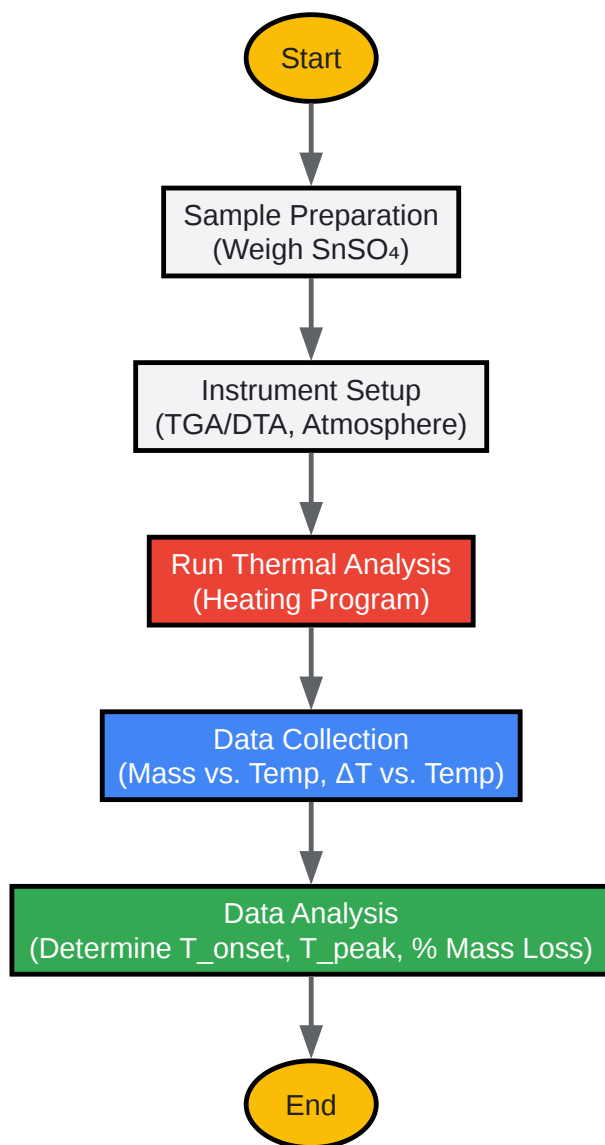 Start
Sample Preparation
(Weigh SnSO₄)
Instrument Setup
(TGA/DTA, Atmosphere)
Run Thermal Analysis
(Heating Program)
Data Collection
(Mass vs. Temp, ΔT vs. Temp)
Data Analysis
(Determine T_onset, T_peak, % Mass Loss)
End